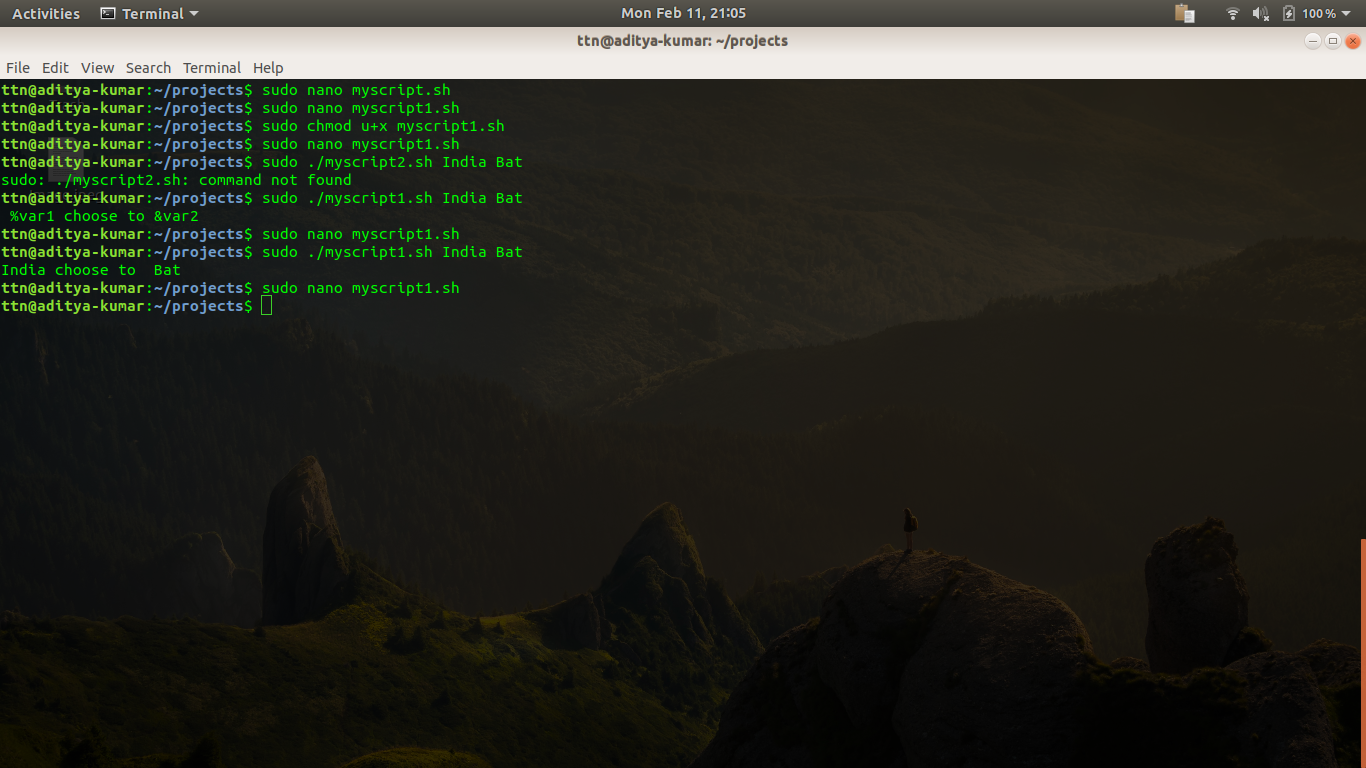 Activities Terminal Mon Feb 11, 21:05 100 %
ttn@aditya-kumar: ~/projects
File Edit View Search Terminal Help
ttn@aditya-kumar:~/projects$ sudo nano myscript.sh
ttn@aditya-kumar:~/projects$ sudo nano myscript1.sh
ttn@aditya-kumar:~/projects$ sudo chmod u+x myscript1.sh
ttn@aditya-kumar:~/projects$ sudo nano myscript1.sh
ttn@aditya-kumar:~/projects$ sudo ./myscript2.sh India Bat
sudo: ./myscript2.sh: command not found
ttn@aditya-kumar:~/projects$ sudo ./myscript1.sh India Bat
 %var1 choose to &var2
ttn@aditya-kumar:~/projects$ sudo nano myscript1.sh
ttn@aditya-kumar:~/projects$ sudo ./myscript1.sh India Bat
India choose to  Bat
ttn@aditya-kumar:~/projects$ sudo nano myscript1.sh
ttn@aditya-kumar:~/projects$